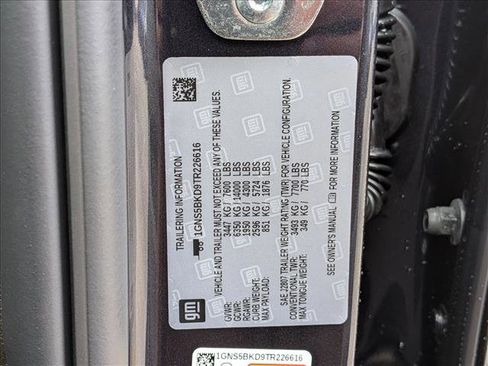 TRAILERING INFORMATION
1GNS5BKD9TR226616
VEHICLE AND TRAILER MUST NOT EXCEED ANY OF THESE VALUES.
GVWR: 3447 KG / 7600 LBS
GCWR: 6350 KG / 14000 LBS
RGAWR: 1950 KG / 4300 LBS
CURB WEIGHT: 2596 KG / 5724 LBS
MAX PAYLOAD: 851 KG / 1876 LBS
SAE J2807 TRAILER WEIGHT RATING (TWR) FOR VEHICLE CONFIGURATION.
CONVENTIONAL TWR: 3493 KG / 7700 LBS
MAX TONGUE WEIGHT: 349 KG / 770 LBS
SEE OWNER'S MANUAL FOR MORE INFORMATION
gm
1GNS5BKD9TR226616